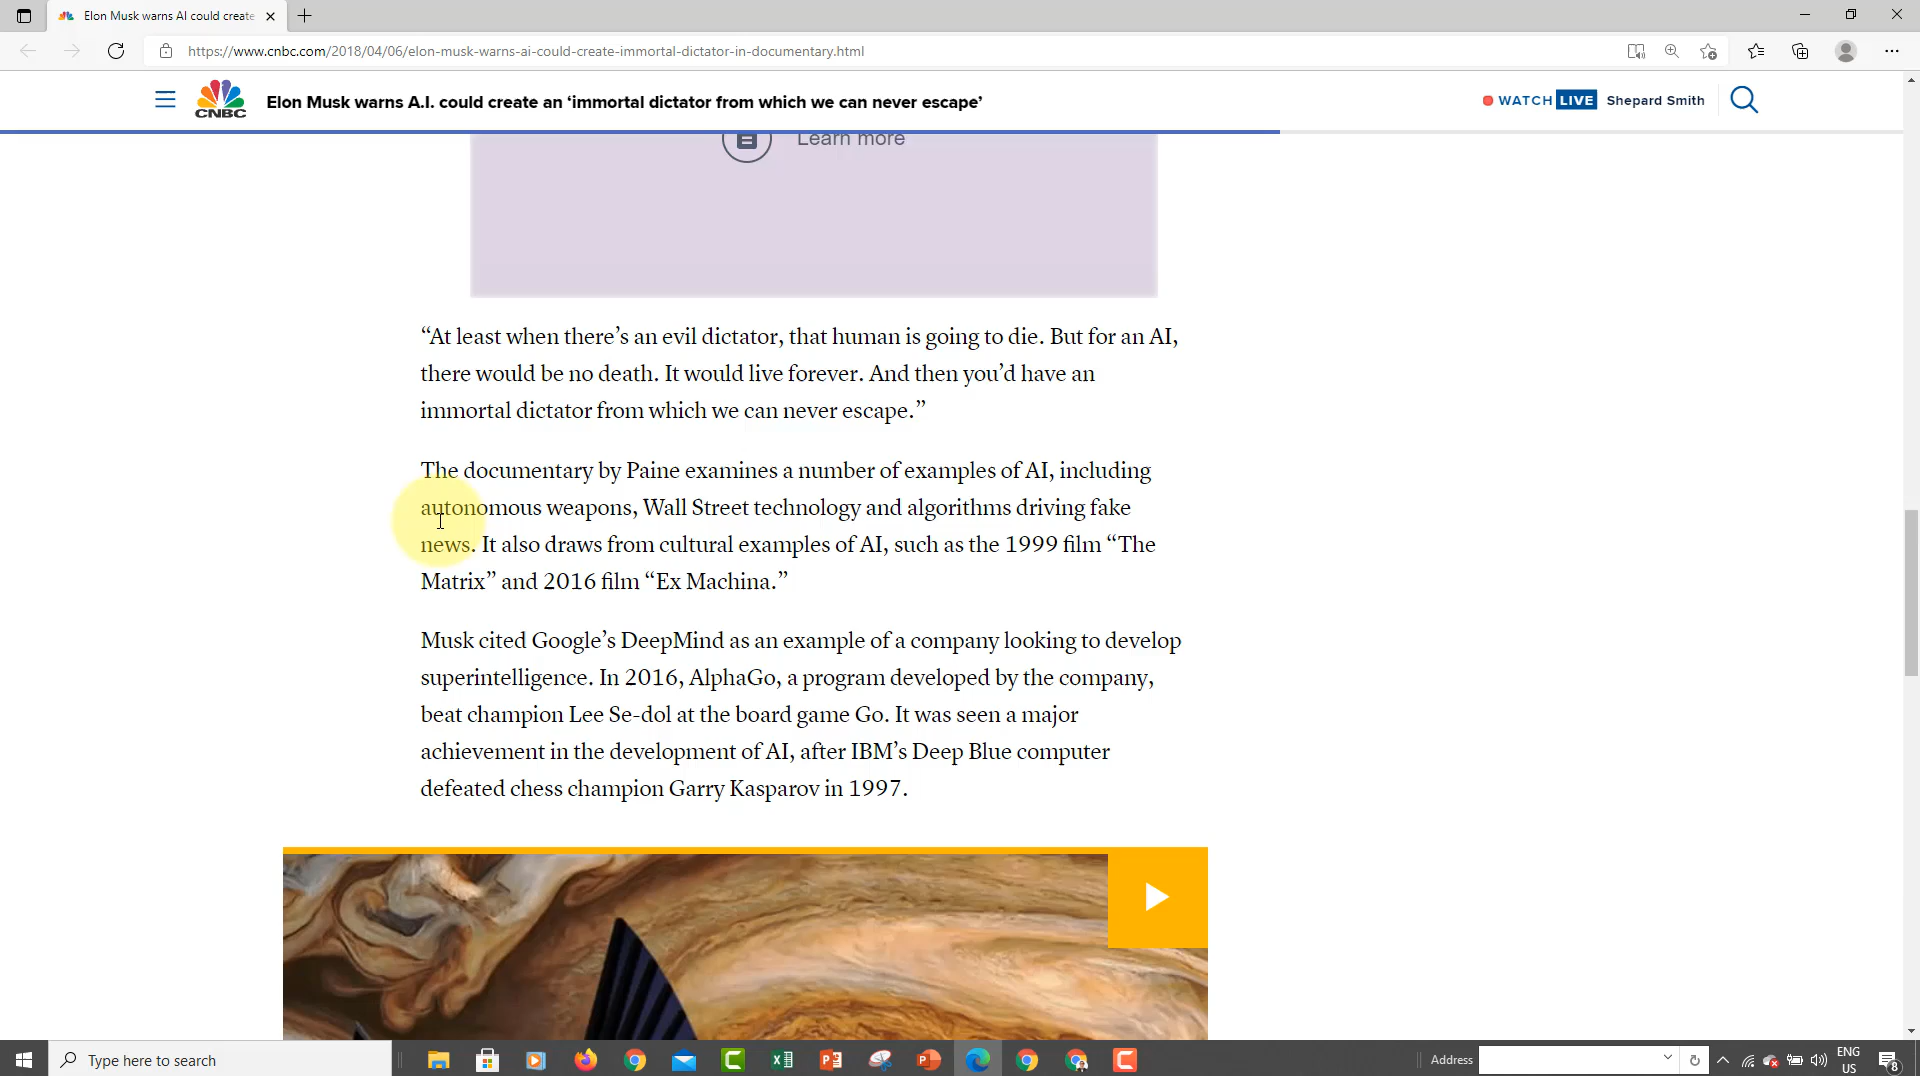 Elon Musk warns AI could create
https://www.cnbc.com/2018/04/06/elon-musk-warns-ai-could-create-immortal-dictator-in-documentary.html
CNBC
Elon Musk warns A.I. could create an ‘immortal dictator from which we can never escape’
WATCH LIVE Shepard Smith
Learn more
“At least when there’s an evil dictator, that human is going to die. But for an AI,
there would be no death. It would live forever. And then you’d have an
immortal dictator from which we can never escape.”
The documentary by Paine examines a number of examples of AI, including
autonomous weapons, Wall Street technology and algorithms driving fake
news. It also draws from cultural examples of AI, such as the 1999 film “The
Matrix” and 2016 film “Ex Machina.”
Musk cited Google’s DeepMind as an example of a company looking to develop
superintelligence. In 2016, AlphaGo, a program developed by the company,
beat champion Lee Se-dol at the board game Go. It was seen a major
achievement in the development of AI, after IBM’s Deep Blue computer
defeated chess champion Garry Kasparov in 1997.
Type here to search
Address
ENG
US
8